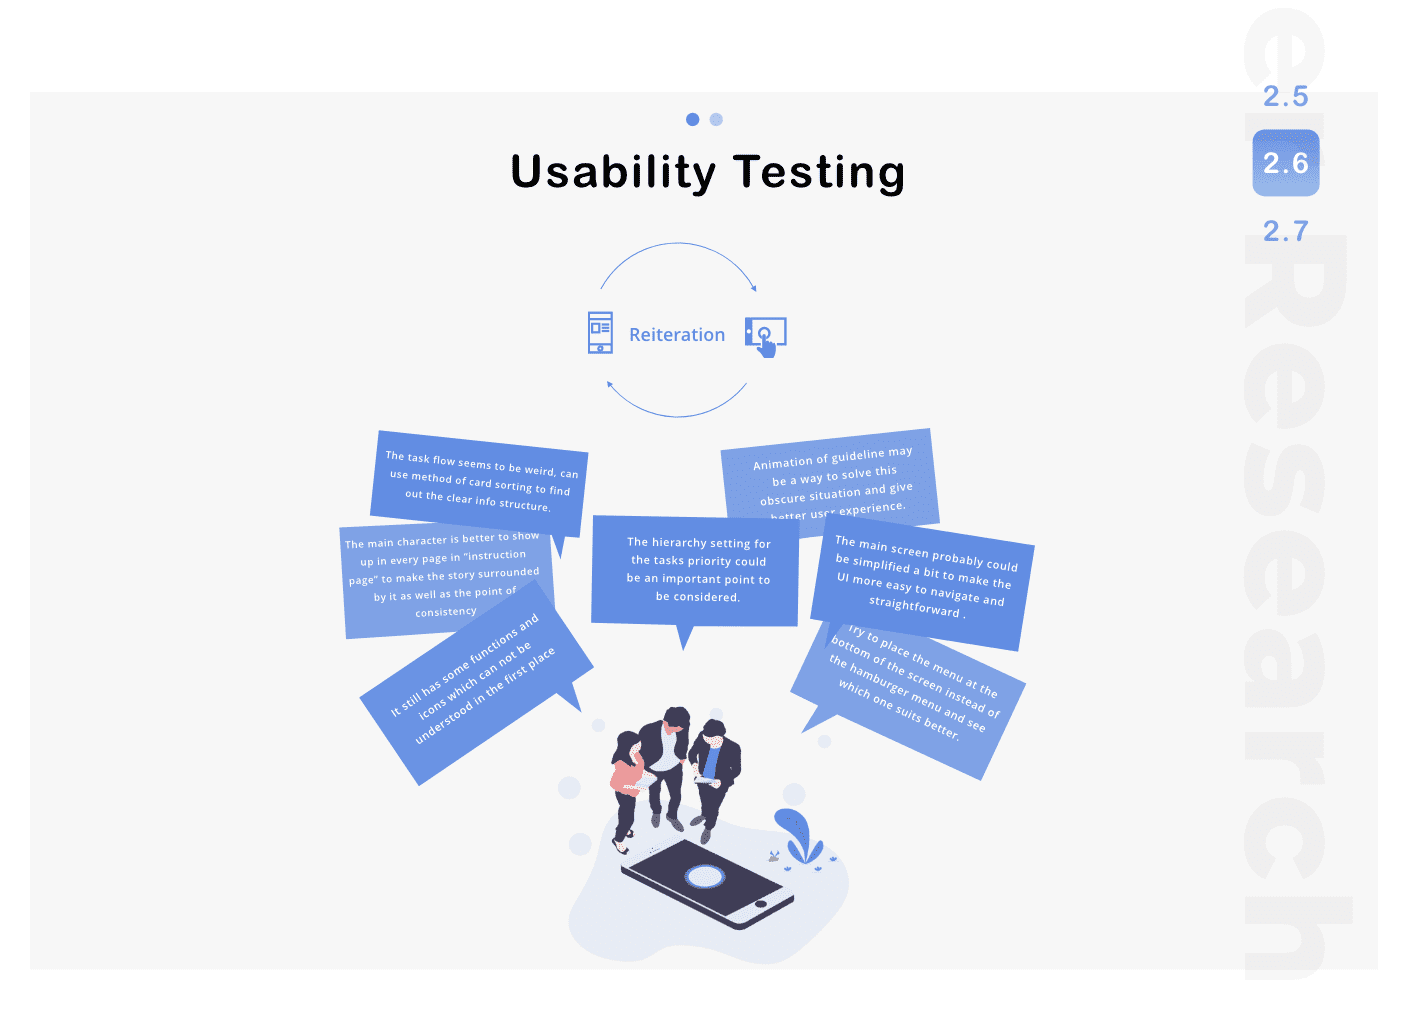 2.5
2.6
2.7
Usability Testing
Reiteration
The task flow seems to be weird, can
use method of card sorting to find
out the clear info structure.
Animation of guideline may
be a way to solve this
obscure situation and give
better user experience.
The main character is better to show
up in every page in “instruction
page” to make the story surrounded
by it as well as the point of
consistency
The hierarchy setting for
the tasks priority could
be an important point to
be considered.
The main screen probably could
be simplified a bit to make the
UI more easy to navigate and
straightforward .
It still has some functions and
icons which can not be
understood in the first place
Try to place the menu at the
bottom of the screen instead of
the hamburger menu and see
which one suits better.
Research